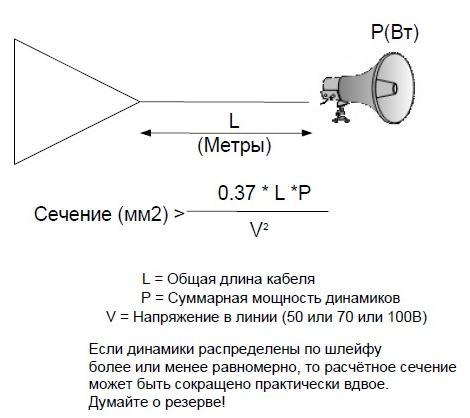 P(Вт)
L
(Метры)
0.37 * L *P
Сечение (мм2) >
V²
L = Общая длина кабеля
P = Суммарная мощность динамиков
V = Напряжение в линии (50 или 70 или 100В)
Если динамики распределены по шлейфу
более или менее равномерно, то расчётное сечение
может быть сокращено практически вдвое.
Думайте о резерве!